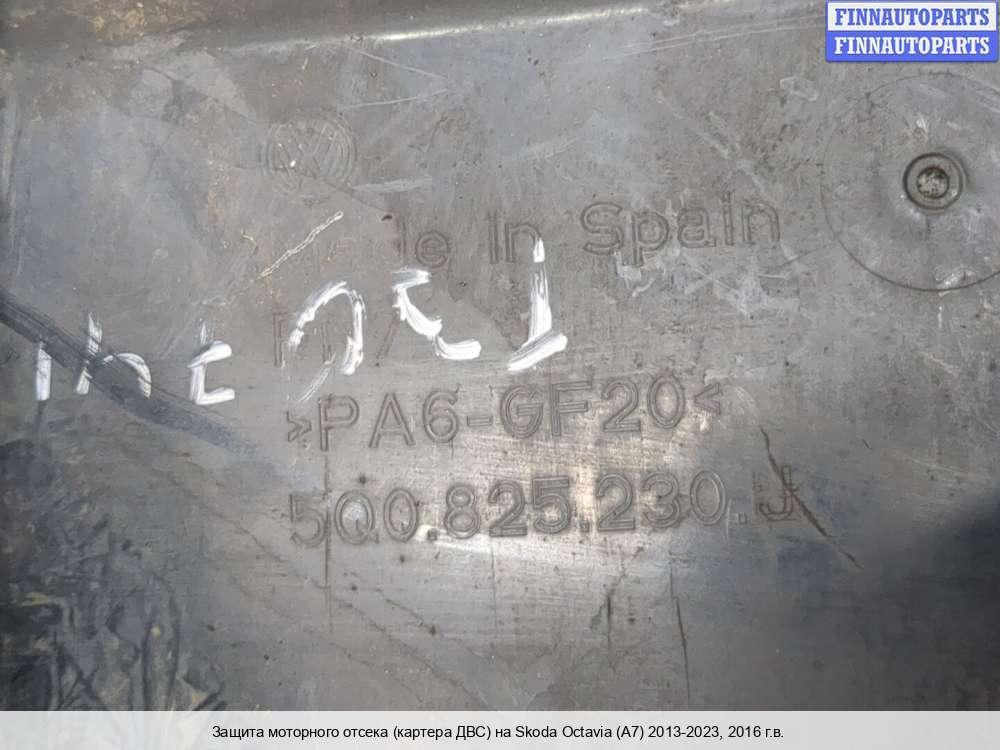 FINNAUTOPARTS
FINNAUTOPARTS
Made In Spain
>PA6-GF20<
5Q0.825.230.J
Защита моторного отсека (картера ДВС) на Skoda Octavia (A7) 2013-2023, 2016 г.в.